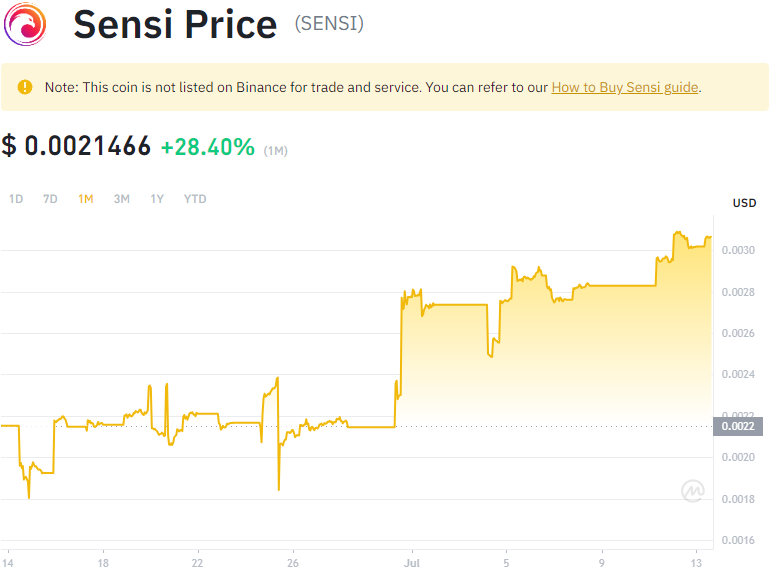 Sensi Price (SENSI)
Note: This coin is not listed on Binance for trade and service. You can refer to our How to Buy Sensi guide.
$ 0.0021466 +28.40% (1M)
1D 7D 1M 3M 1Y YTD
USD
0.0030
0.0028
0.0026
0.0024
0.0022
0.0022
0.0020
0.0018
0.0016
14 18 22 26 Jul 5 9 13